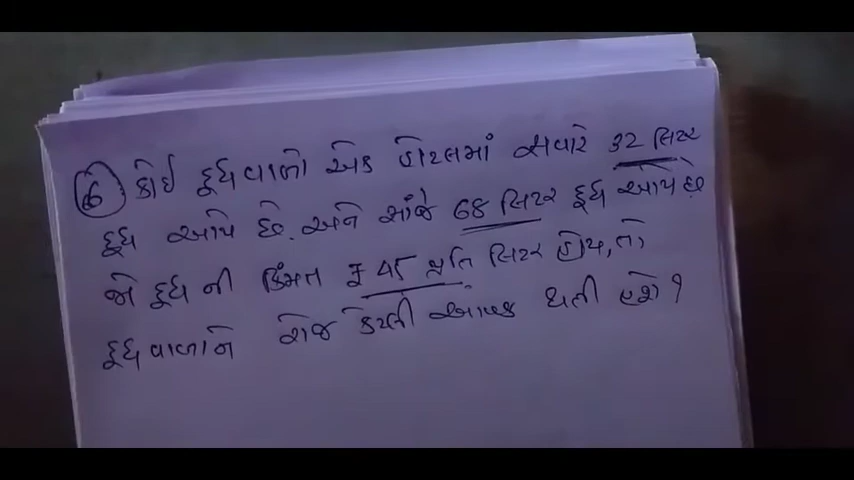 (6) કોઈ દૂધવાળો એક હોટલમાં સવારે 32 લિટર
દૂધ આપે છે. અને સાંજે 68 લિટર દૂધ આપે છે
જો દૂધ ની કિંમત ₹ 45 પ્રતિ લિટર હોય, તો
દૂધવાળાને રોજ કેટલી આવક થતી હશે ?